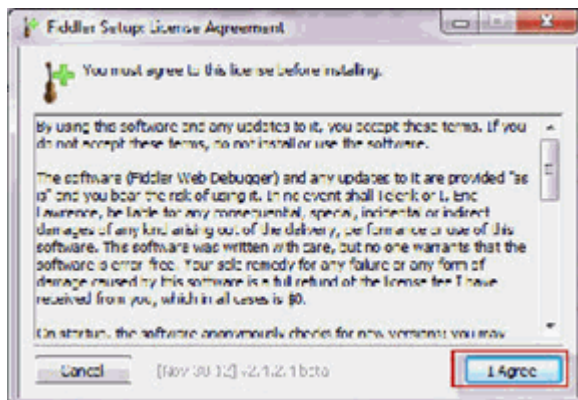 Fiddler Setup: License Agreement
You must agree to this license before installing.
By using this software and any updates to it, you accept these terms. If you
do not accept these terms, do not install or use the software.
The software (Fiddler Web Debugger) and any updates to it are provided "as
is" and you bear the risk of using it. In no event shall Telerik or I, Eric
Lawrence, be liable for any consequential, special, incidental or indirect
damages of any kind arising out of the delivery, performance or use of this
software. This software was written with care, but no one warrants that the
software is error free. Your sole remedy for any failure or any form of
damage caused by this software is a full refund of the license fee I have
received from you, which in all cases is $0.
On startup, the software anonymously checks for new versions; you may
Cancel
beta
I Agree